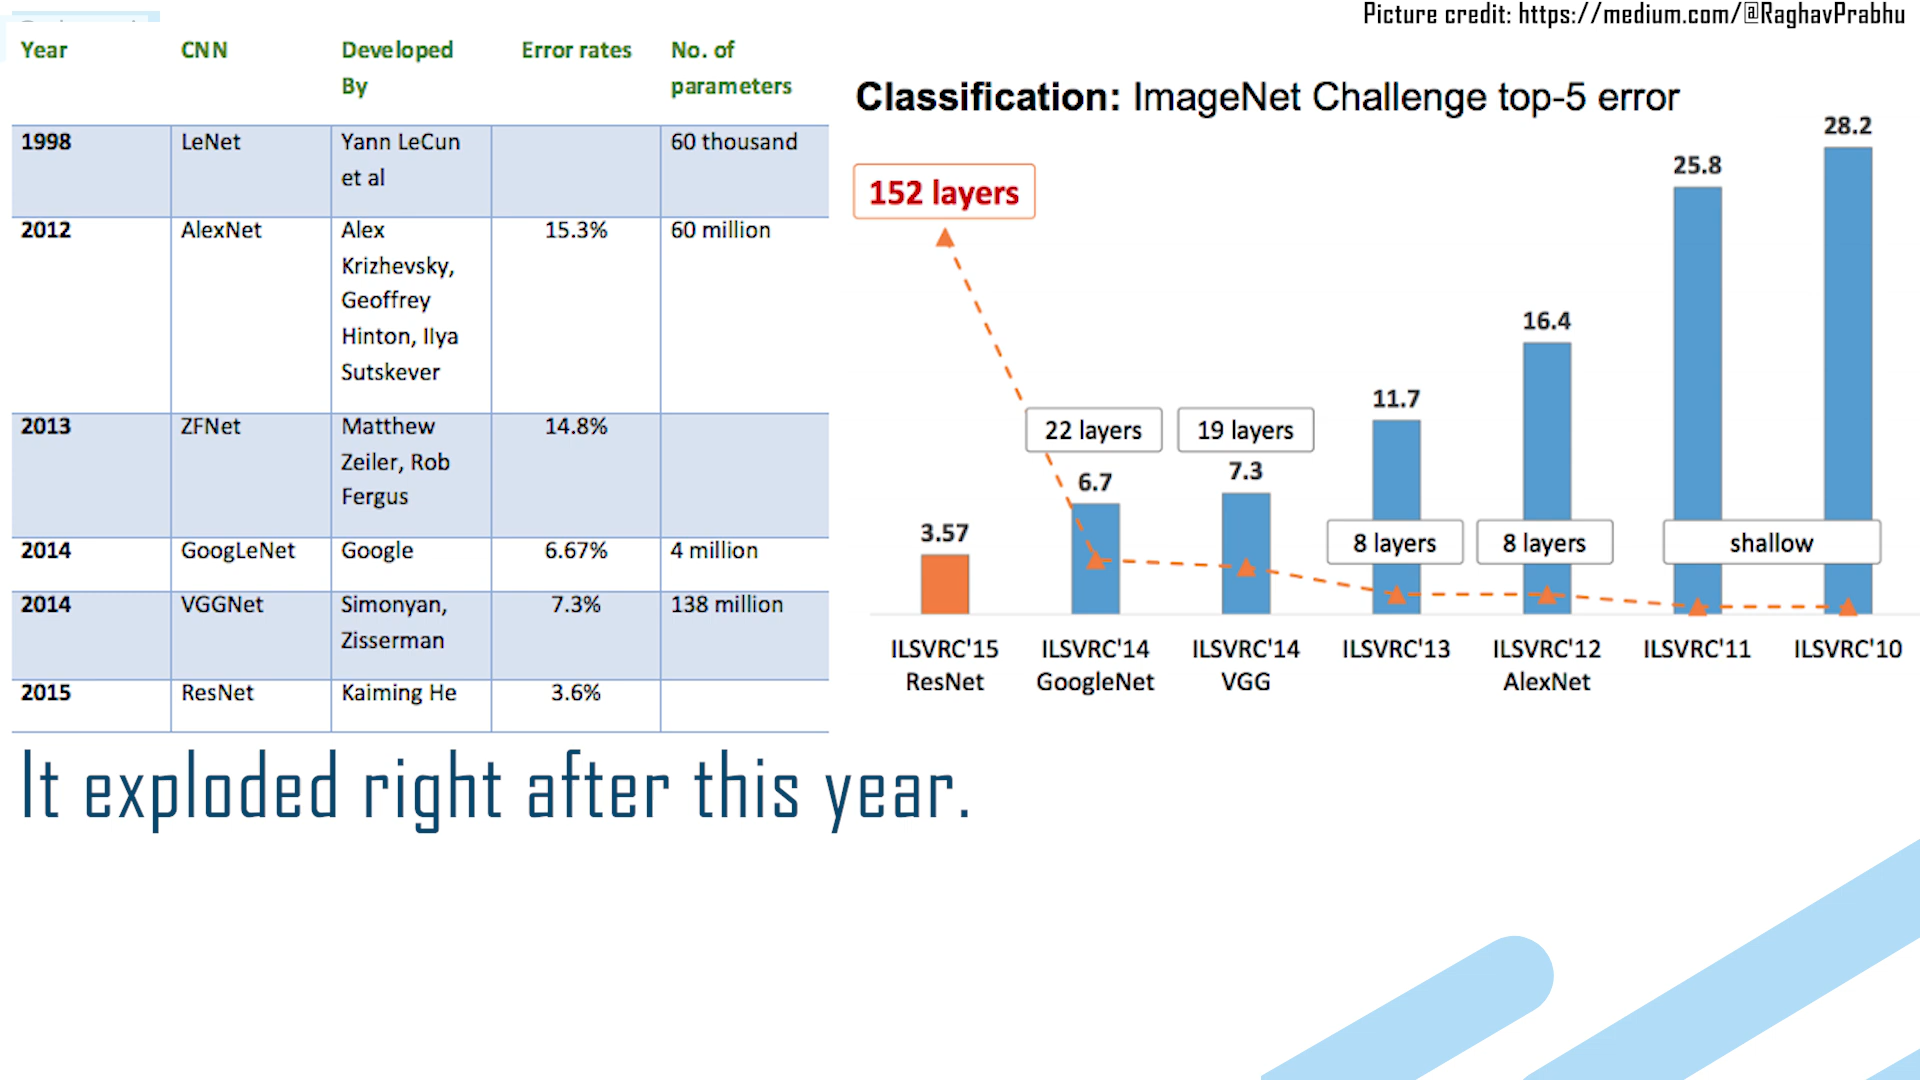 Picture credit: https://medium.com/@RaghavPrabhu
Year CNN Developed By Error rates No. of parameters
1998 LeNet Yann LeCun et al 60 thousand
2012 AlexNet Alex Krizhevsky, Geoffrey Hinton, Ilya Sutskever 15.3% 60 million
2013 ZFNet Matthew Zeiler, Rob Fergus 14.8%
2014 GoogLeNet Google 6.67% 4 million
2014 VGGNet Simonyan, Zisserman 7.3% 138 million
2015 ResNet Kaiming He 3.6%
Classification: ImageNet Challenge top-5 error
28.2
25.8
152 layers
16.4
11.7
22 layers 19 layers
7.3
6.7
3.57
8 layers 8 layers shallow
ILSVRC'15 ILSVRC'14 ILSVRC'14 ILSVRC'13 ILSVRC'12 ILSVRC'11 ILSVRC'10
ResNet GoogleNet VGG AlexNet
It exploded right after this year.